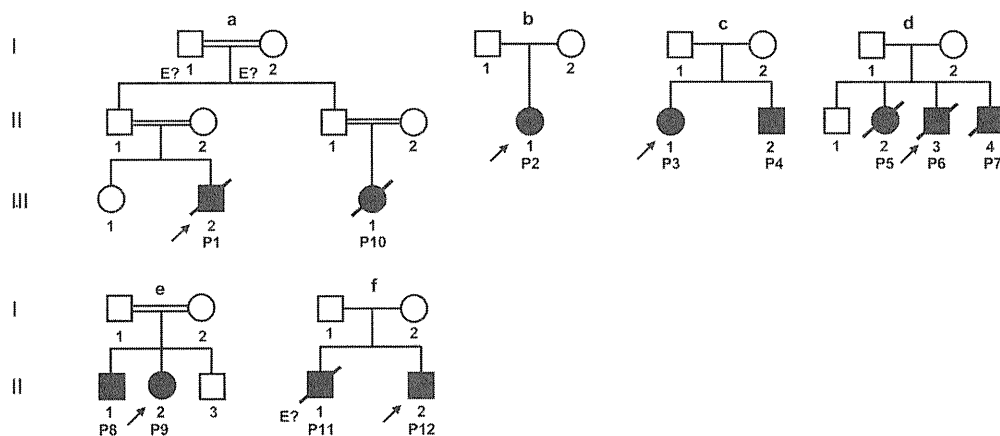 a b c d
I
1 2 1 2 1 2 1 2
E? E?
II
1 2 1 2 1 1 2 1 2 3 4
P2 P3 P4 P5 P6 P7
I.II
1 2 1
P1 P10
e f
I
1 2 1 2
II
1 2 3 E? 1 2
P8 P9 P11 P12